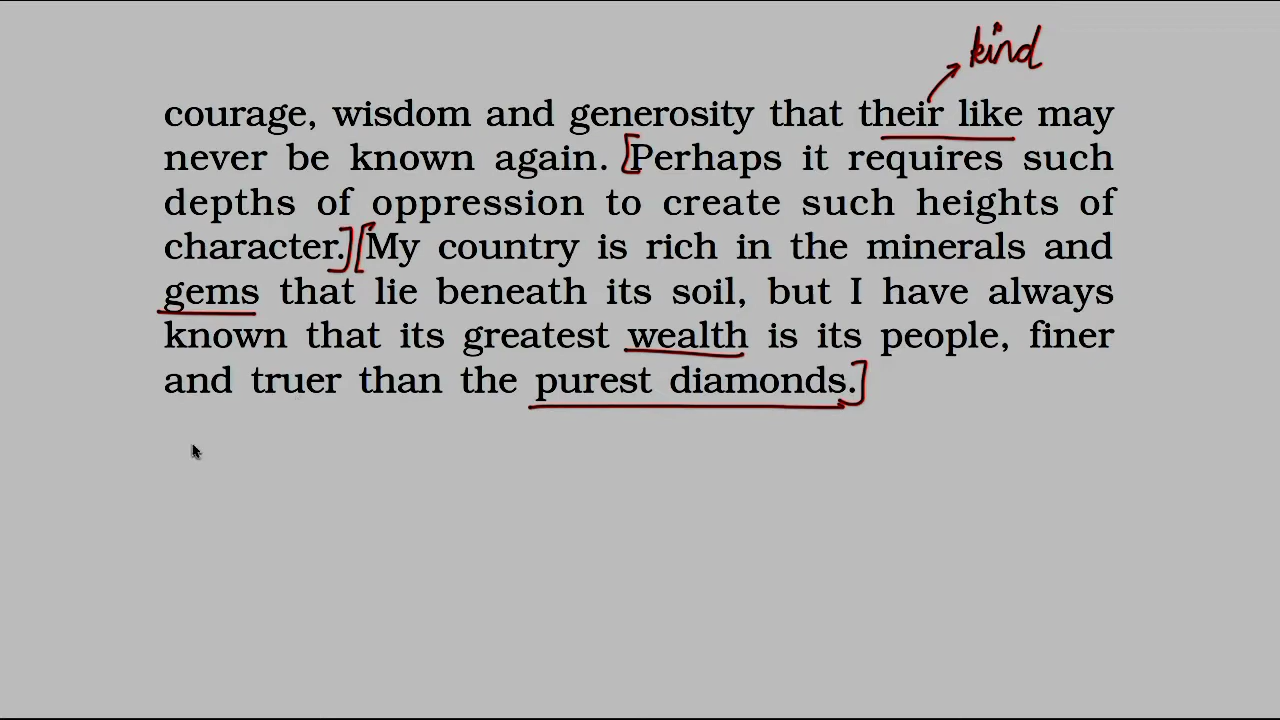 kind
courage, wisdom and generosity that their like may
never be known again. [Perhaps it requires such
depths of oppression to create such heights of
character.] [My country is rich in the minerals and
gems that lie beneath its soil, but I have always
known that its greatest wealth is its people, finer
and truer than the purest diamonds.]